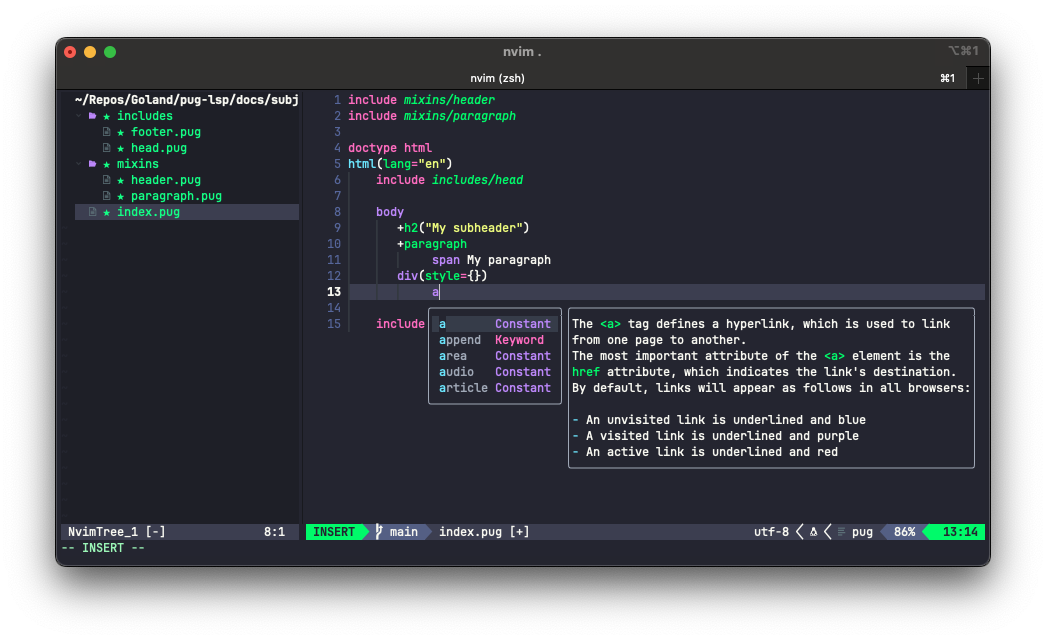 nvim .
⌥⌘1
nvim (zsh)
⌘1
+
~/Repos/Goland/pug-lsp/docs/subj
★ includes
★ footer.pug
★ head.pug
★ mixins
★ header.pug
★ paragraph.pug
★ index.pug
1 include mixins/header
2 include mixins/paragraph
3
4 doctype html
5 html(lang="en")
6 include includes/head
7
8 body
9 +h2("My subheader")
10 +paragraph
11 span My paragraph
12 div(style={})
13 a
14
15 include
a Constant
append Keyword
area Constant
audio Constant
article Constant
The <a> tag defines a hyperlink, which is used to link
from one page to another.
The most important attribute of the <a> element is the
href attribute, which indicates the link's destination.
By default, links will appear as follows in all browsers:
- An unvisited link is underlined and blue
- A visited link is underlined and purple
- An active link is underlined and red
NvimTree_1 [-] 8:1
INSERT main index.pug [+] utf-8 pug 86% 13:14
-- INSERT --